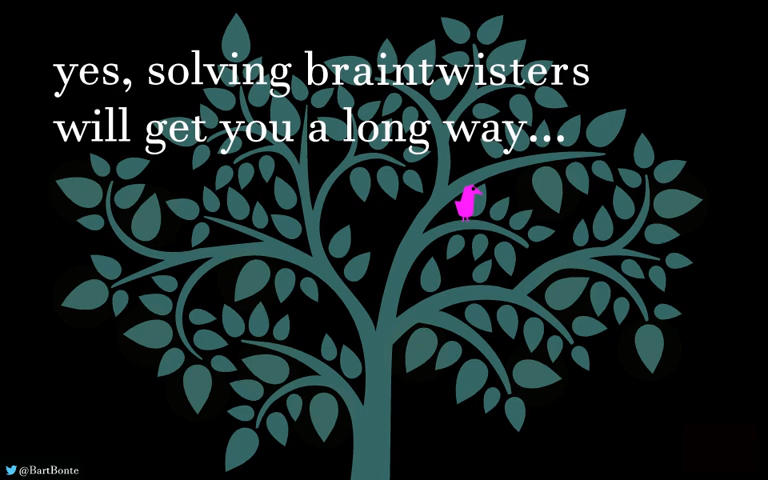 yes, solving braintwisters
will get you a long way...
@BartBonte